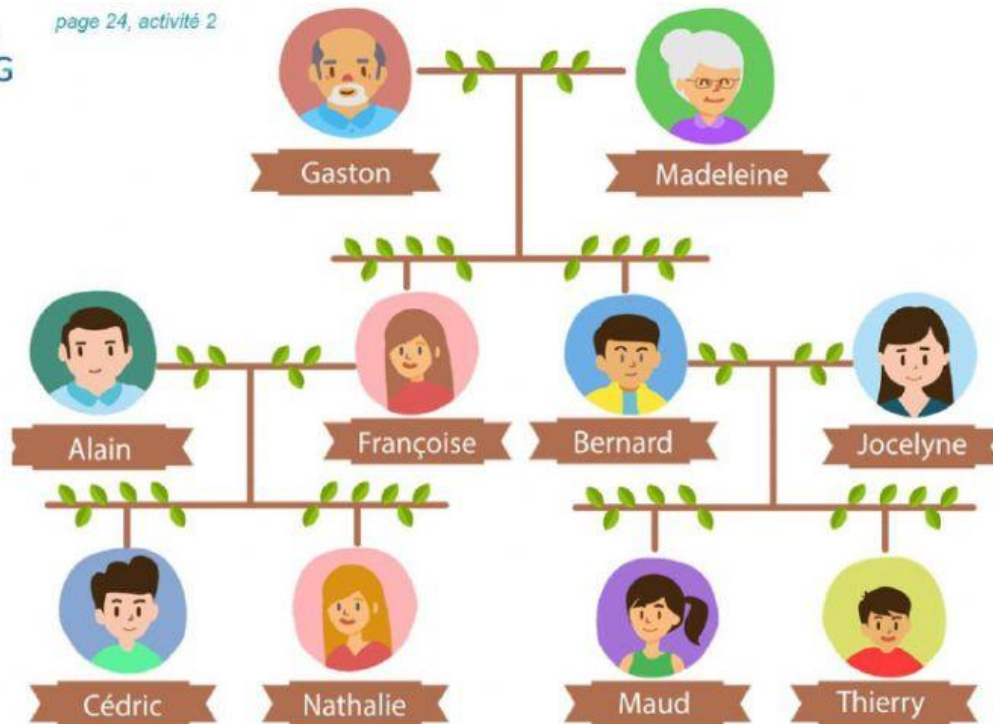 page 24, activité 2
G
Gaston
Madeleine
Alain
Françoise
Bernard
Jocelyne
Cédric
Nathalie
Maud
Thierry